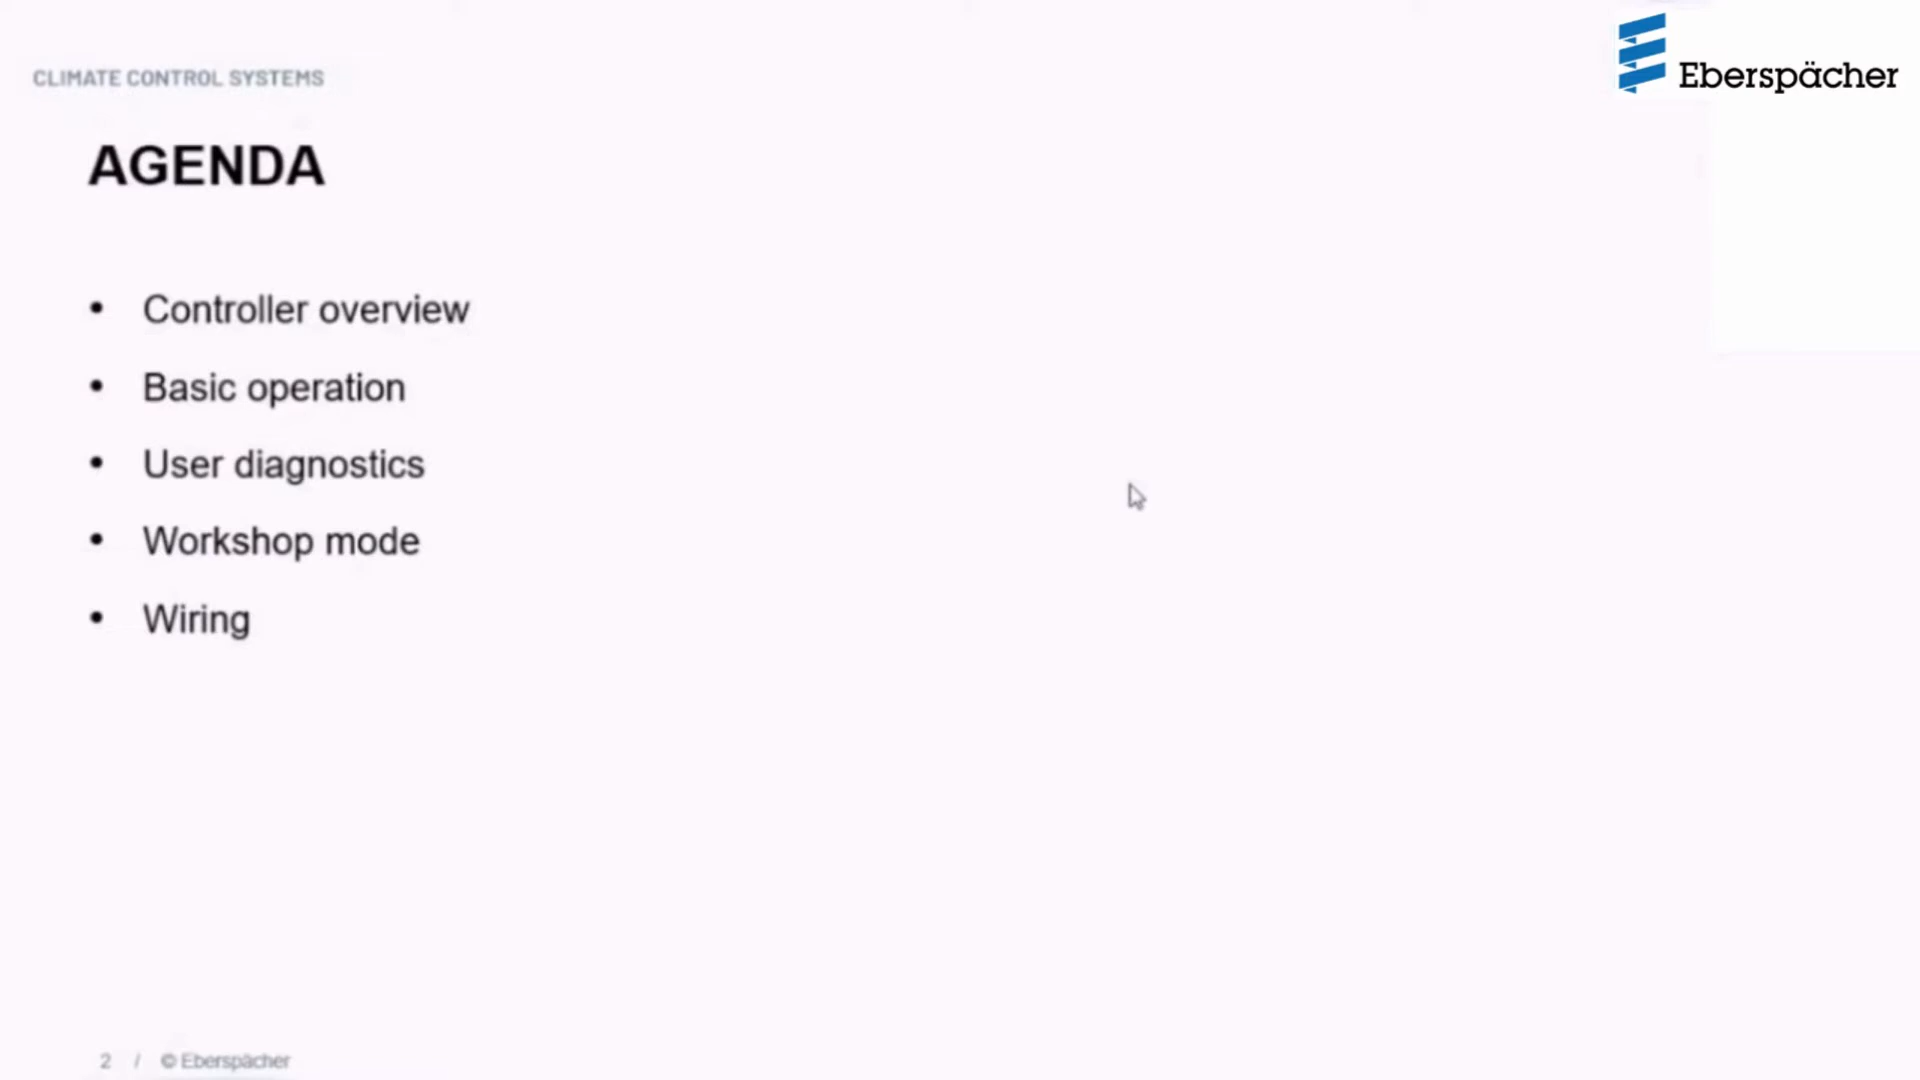 CLIMATE CONTROL SYSTEMS
Eberspächer
AGENDA
• Controller overview
• Basic operation
• User diagnostics
• Workshop mode
• Wiring
2 / © Eberspächer